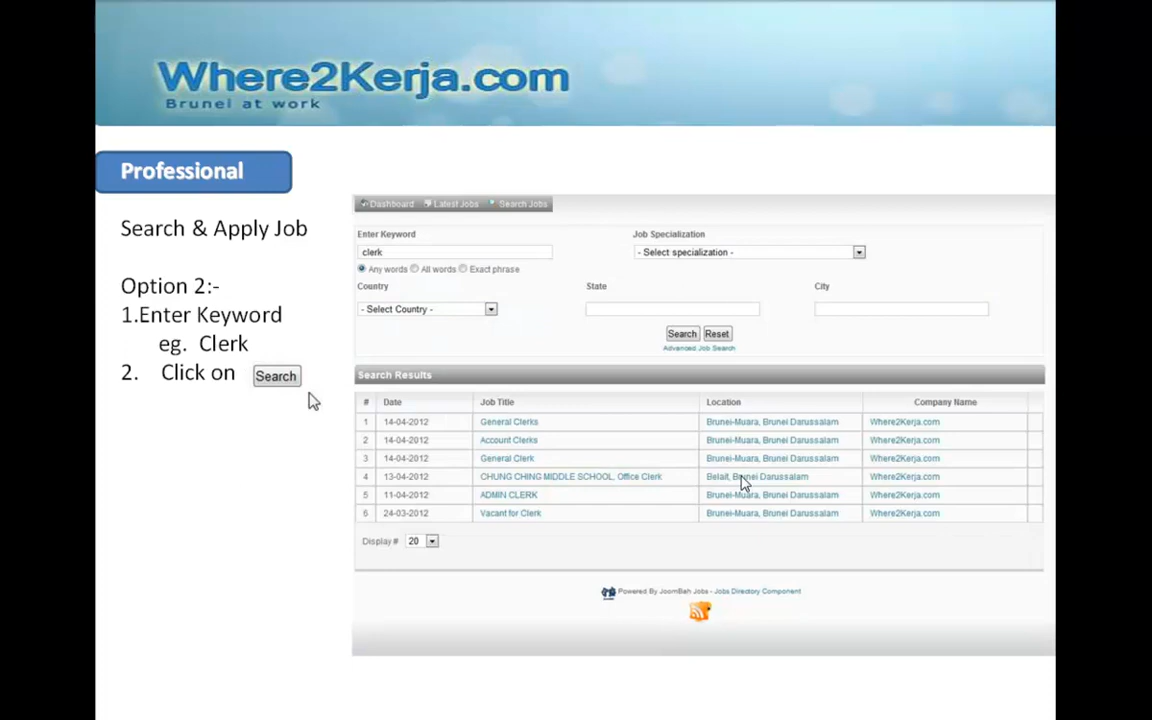 Where2Kerja.com
Brunei at work
Professional
Search & Apply Job
Option 2:-
1.Enter Keyword
eg. Clerk
2. Click on Search
Dashboard Latest Jobs Search Jobs
Enter Keyword Job Specialization
clerk - Select specialization -
Any words All words Exact phrase
Country State City
- Select Country -
Search Reset
Advanced Job Search
Search Results
# Date Job Title Location Company Name
1 14-04-2012 General Clerks Brunei-Muara, Brunei Darussalam Where2Kerja.com
2 14-04-2012 Account Clerks Brunei-Muara, Brunei Darussalam Where2Kerja.com
3 14-04-2012 General Clerk Brunei-Muara, Brunei Darussalam Where2Kerja.com
4 13-04-2012 CHUNG CHING MIDDLE SCHOOL, Office Clerk Belait, Brunei Darussalam Where2Kerja.com
5 11-04-2012 ADMIN CLERK Brunei-Muara, Brunei Darussalam Where2Kerja.com
6 24-03-2012 Vacant for Clerk Brunei-Muara, Brunei Darussalam Where2Kerja.com
Display # 20
Powered By JoomBah Jobs - Jobs Directory Component